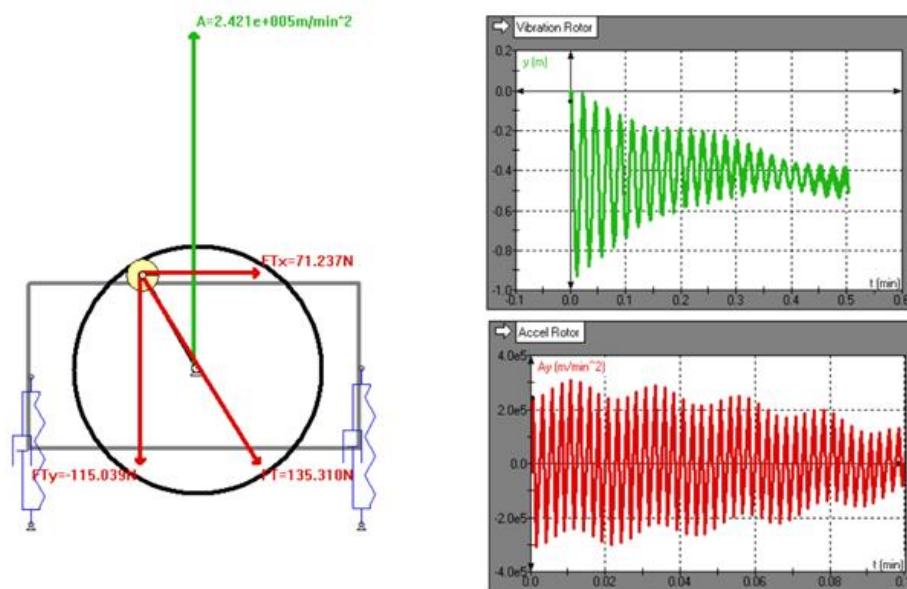 A=2.421e+005m/min^2
FTx=71.237N
FTy=-115.039N
FT=135.310N
Vibration Rotor
y (m)
0.2
0.0
-0.2
-0.4
-0.6
-0.8
-1.0
-0.1
0.0
0.1
0.2
0.3
0.4
0.5
0.6
t (min)
Accel Rotor
Ay (m/min^2)
4.0e5
2.0e5
0.0
-2.0e5
-4.0e5
0.0
0.02
0.04
0.06
0.08
t (min)